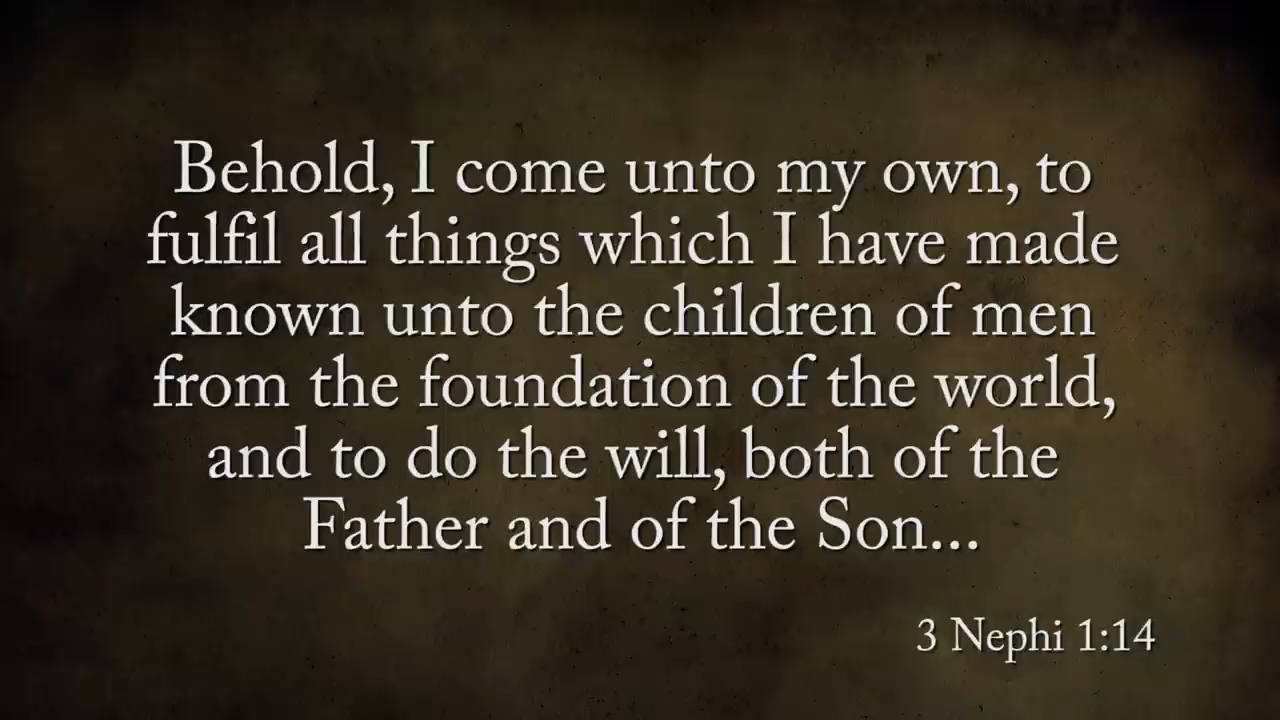 Behold, I come unto my own, to
fulfil all things which I have made
known unto the children of men
from the foundation of the world,
and to do the will, both of the
Father and of the Son...
3 Nephi 1:14